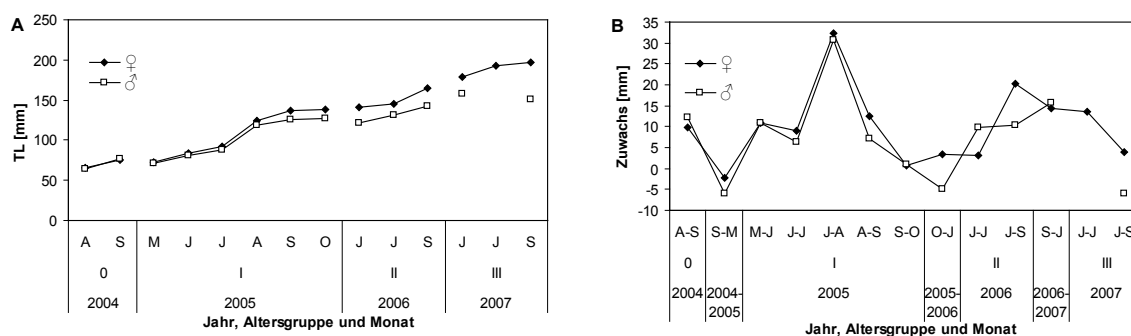 A
TL [mm]
250
200
150
100
50
0
♀
♂
A S M J J A S O J J S J J S
0 I II III
2004 2005 2006 2007
Jahr, Altersgruppe und Monat
B
Zuwachs [mm]
35
30
25
20
15
10
5
0
-5
-10
♀
♂
A-S S-M M-J J-J J-A A-S S-O O-J J-J J-S S-J J-J J-S
0 I II III
2004 2004-2005 2005 2005-2006 2006 2006-2007 2007
Jahr, Altersgruppe und Monat